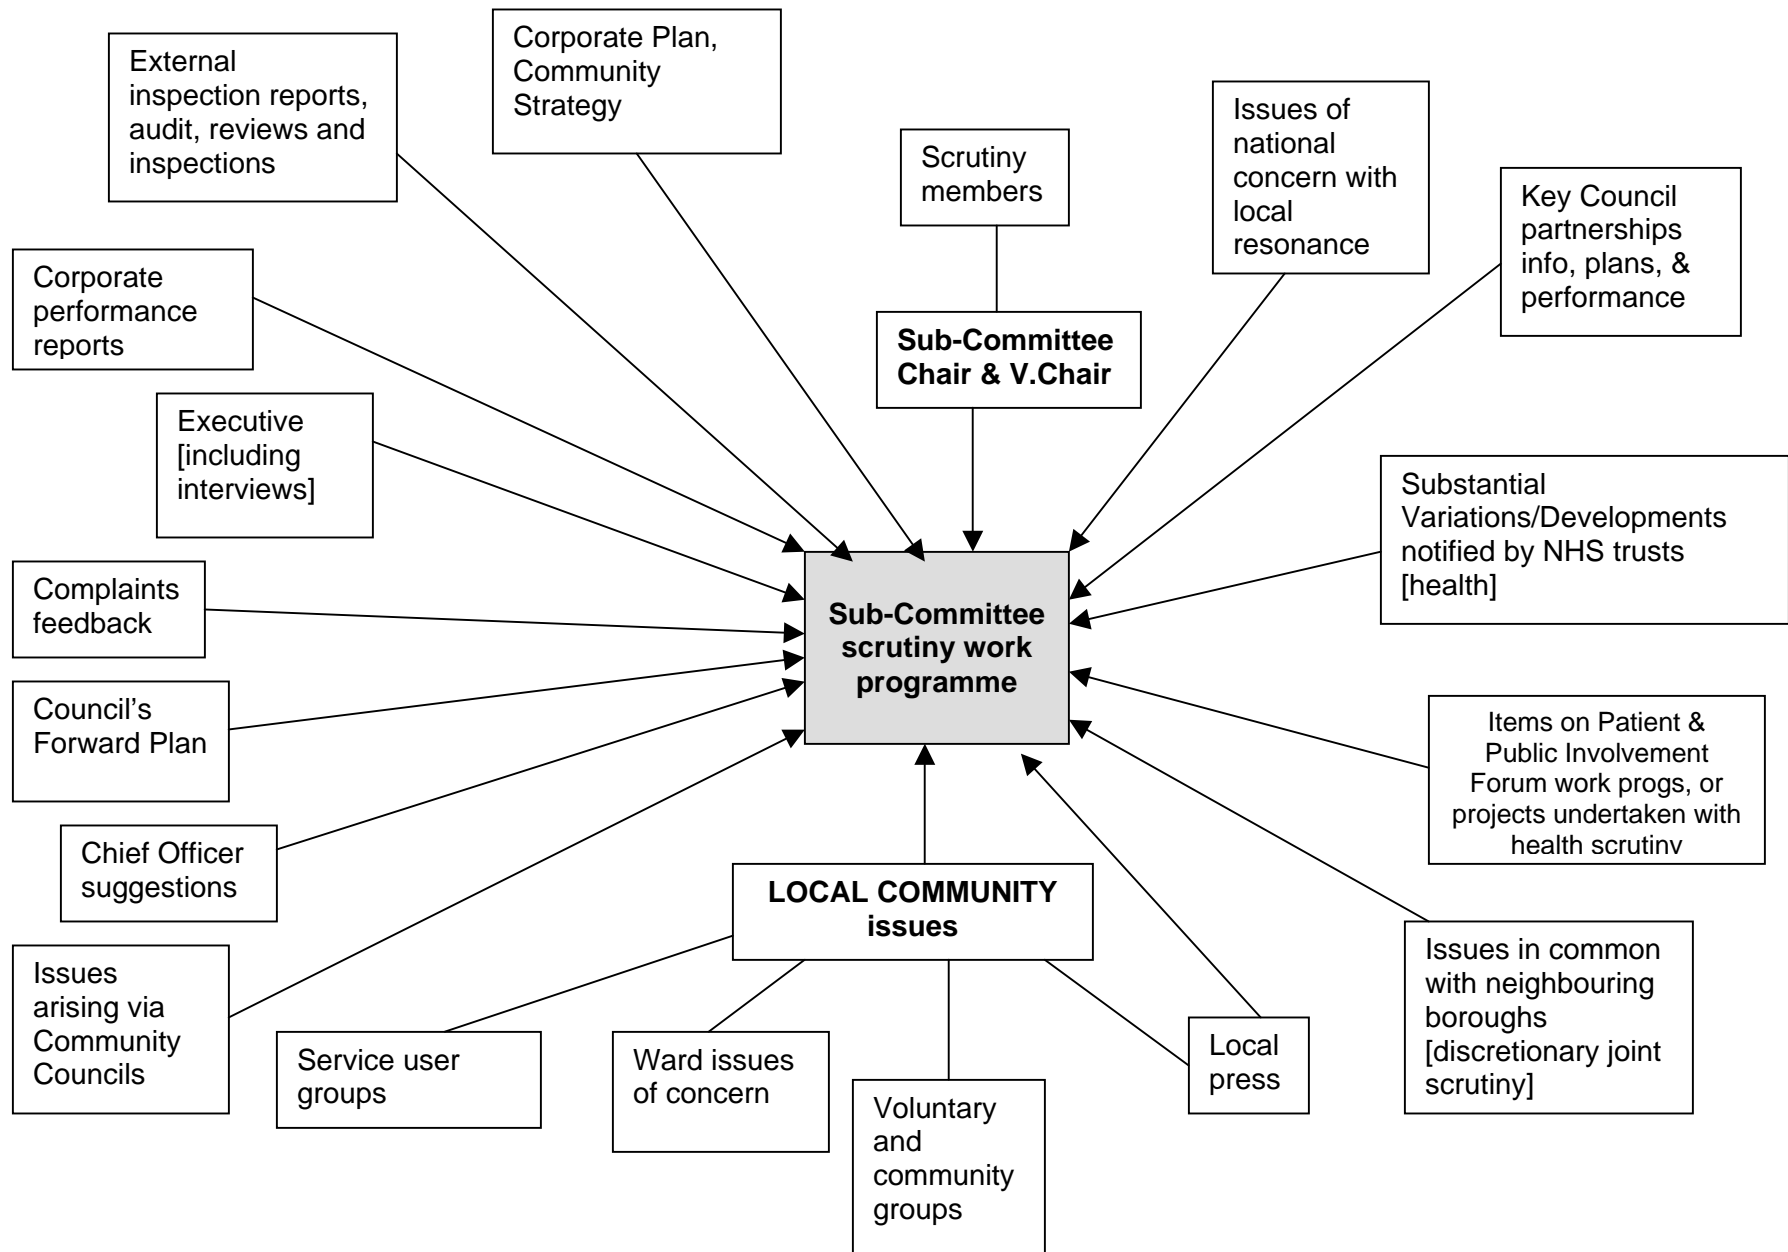 External
inspection reports,
audit, reviews and
inspections
Corporate Plan,
Community
Strategy
Scrutiny
members
Issues of
national
concern with
local
resonance
Key Council
partnerships
info, plans, &
performance
Corporate
performance
reports
Sub-Committee
Chair & V.Chair
Executive
[including
interviews]
Substantial
Variations/Developments
notified by NHS trusts
[health]
Complaints
feedback
Sub-Committee
scrutiny work
programme
Council’s
Forward Plan
Items on Patient &
Public Involvement
Forum work progs, or
projects undertaken with
health scrutiny
Chief Officer
suggestions
LOCAL COMMUNITY
issues
Issues
arising via
Community
Councils
Issues in common
with neighbouring
boroughs
[discretionary joint
scrutiny]
Service user
groups
Ward issues
of concern
Voluntary
and
community
groups
Local
press